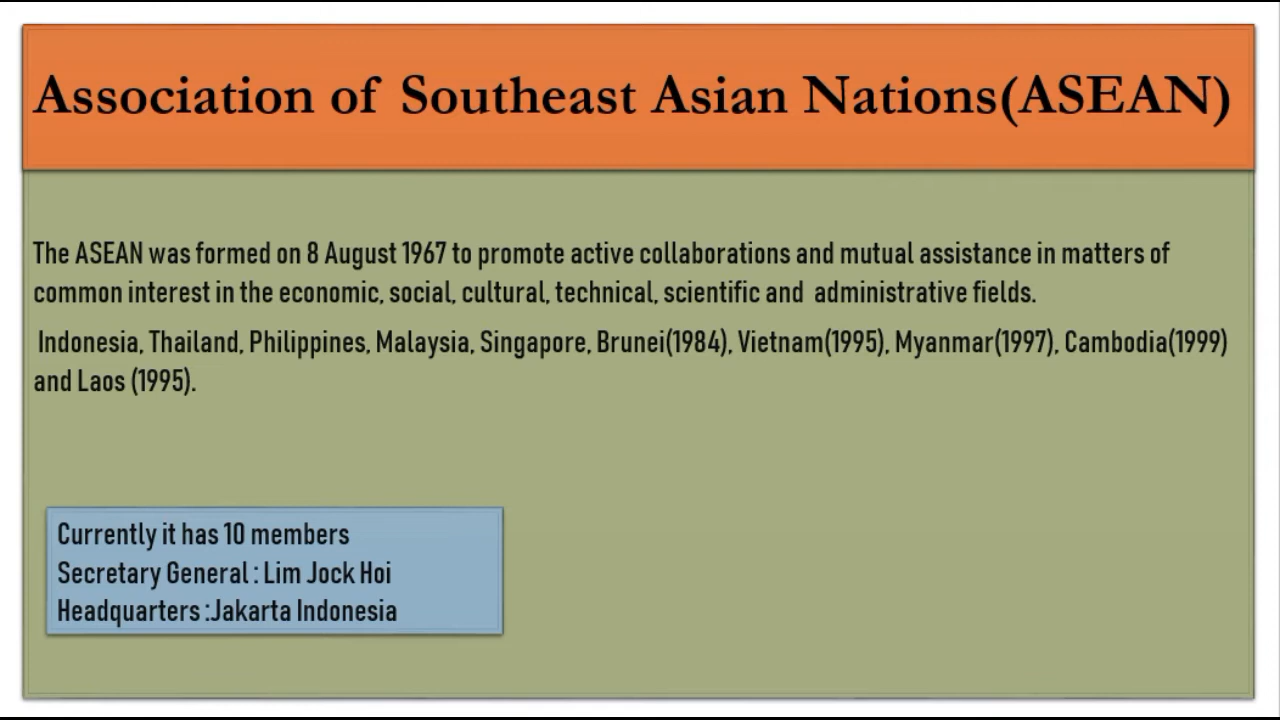 Association of Southeast Asian Nations(ASEAN)
The ASEAN was formed on 8 August 1967 to promote active collaborations and mutual assistance in matters of
common interest in the economic, social, cultural, technical, scientific and administrative fields.
Indonesia, Thailand, Philippines, Malaysia, Singapore, Brunei(1984), Vietnam(1995), Myanmar(1997), Cambodia(1999)
and Laos (1995).
Currently it has 10 members
Secretary General : Lim Jock Hoi
Headquarters :Jakarta Indonesia